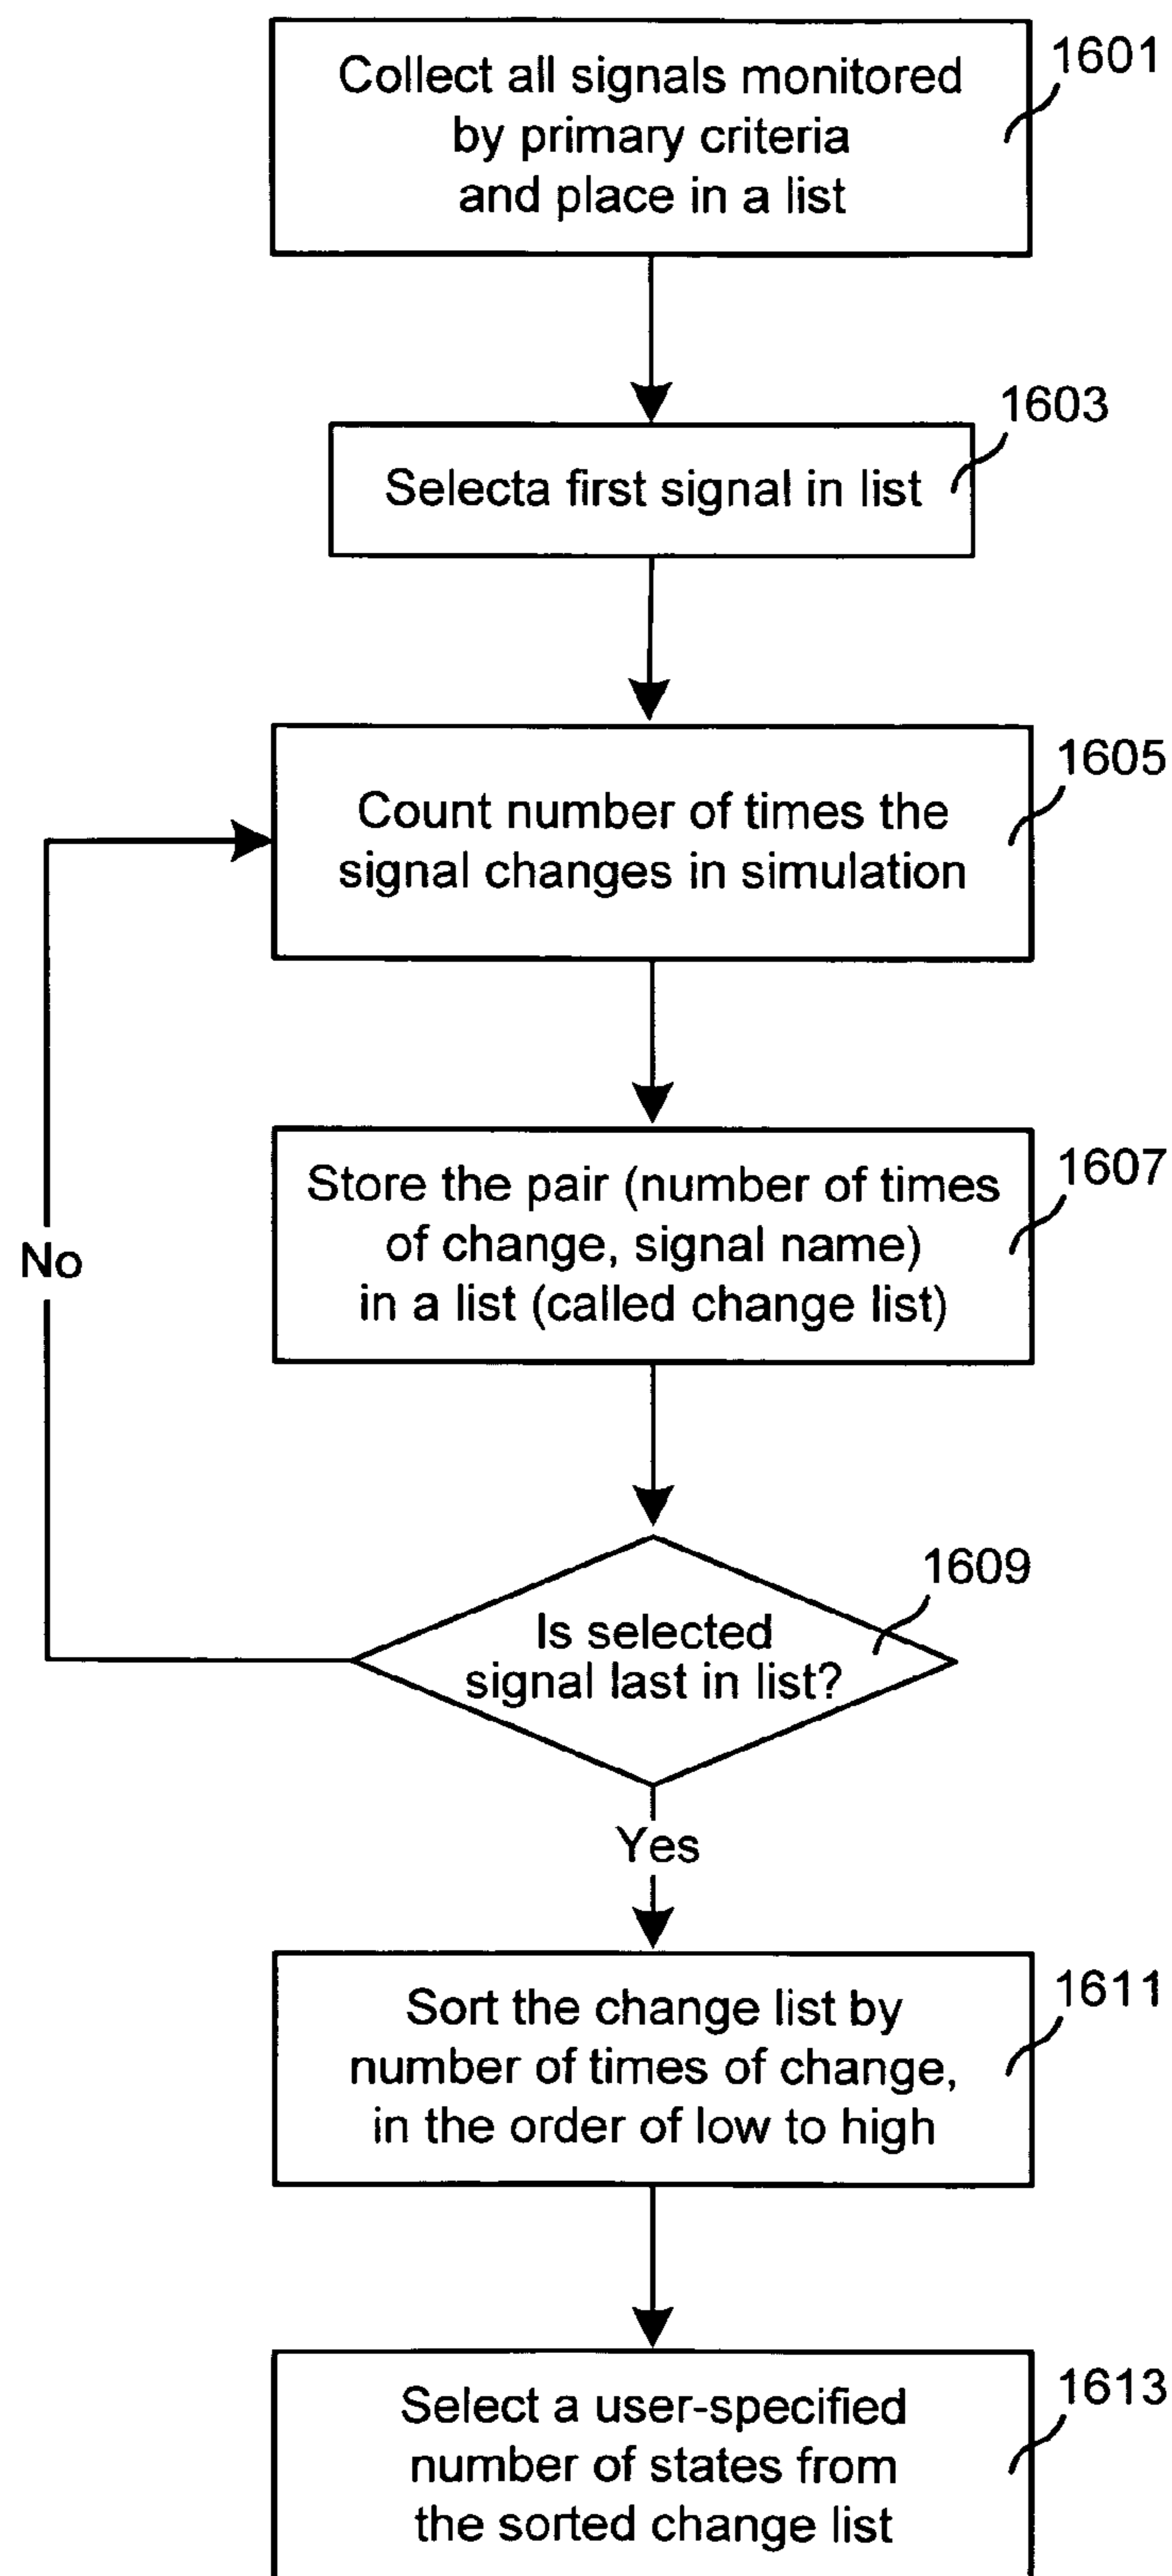 1601
Collect all signals monitored
by primary criteria
and place in a list
1603
Selecta first signal in list
1605
Count number of times the
signal changes in simulation
1607
Store the pair (number of times
of change, signal name)
in a list (called change list)
No
1609
Is selected
signal last in list?
Yes
1611
Sort the change list by
number of times of change,
in the order of low to high
1613
Select a user-specified
number of states from
the sorted change list